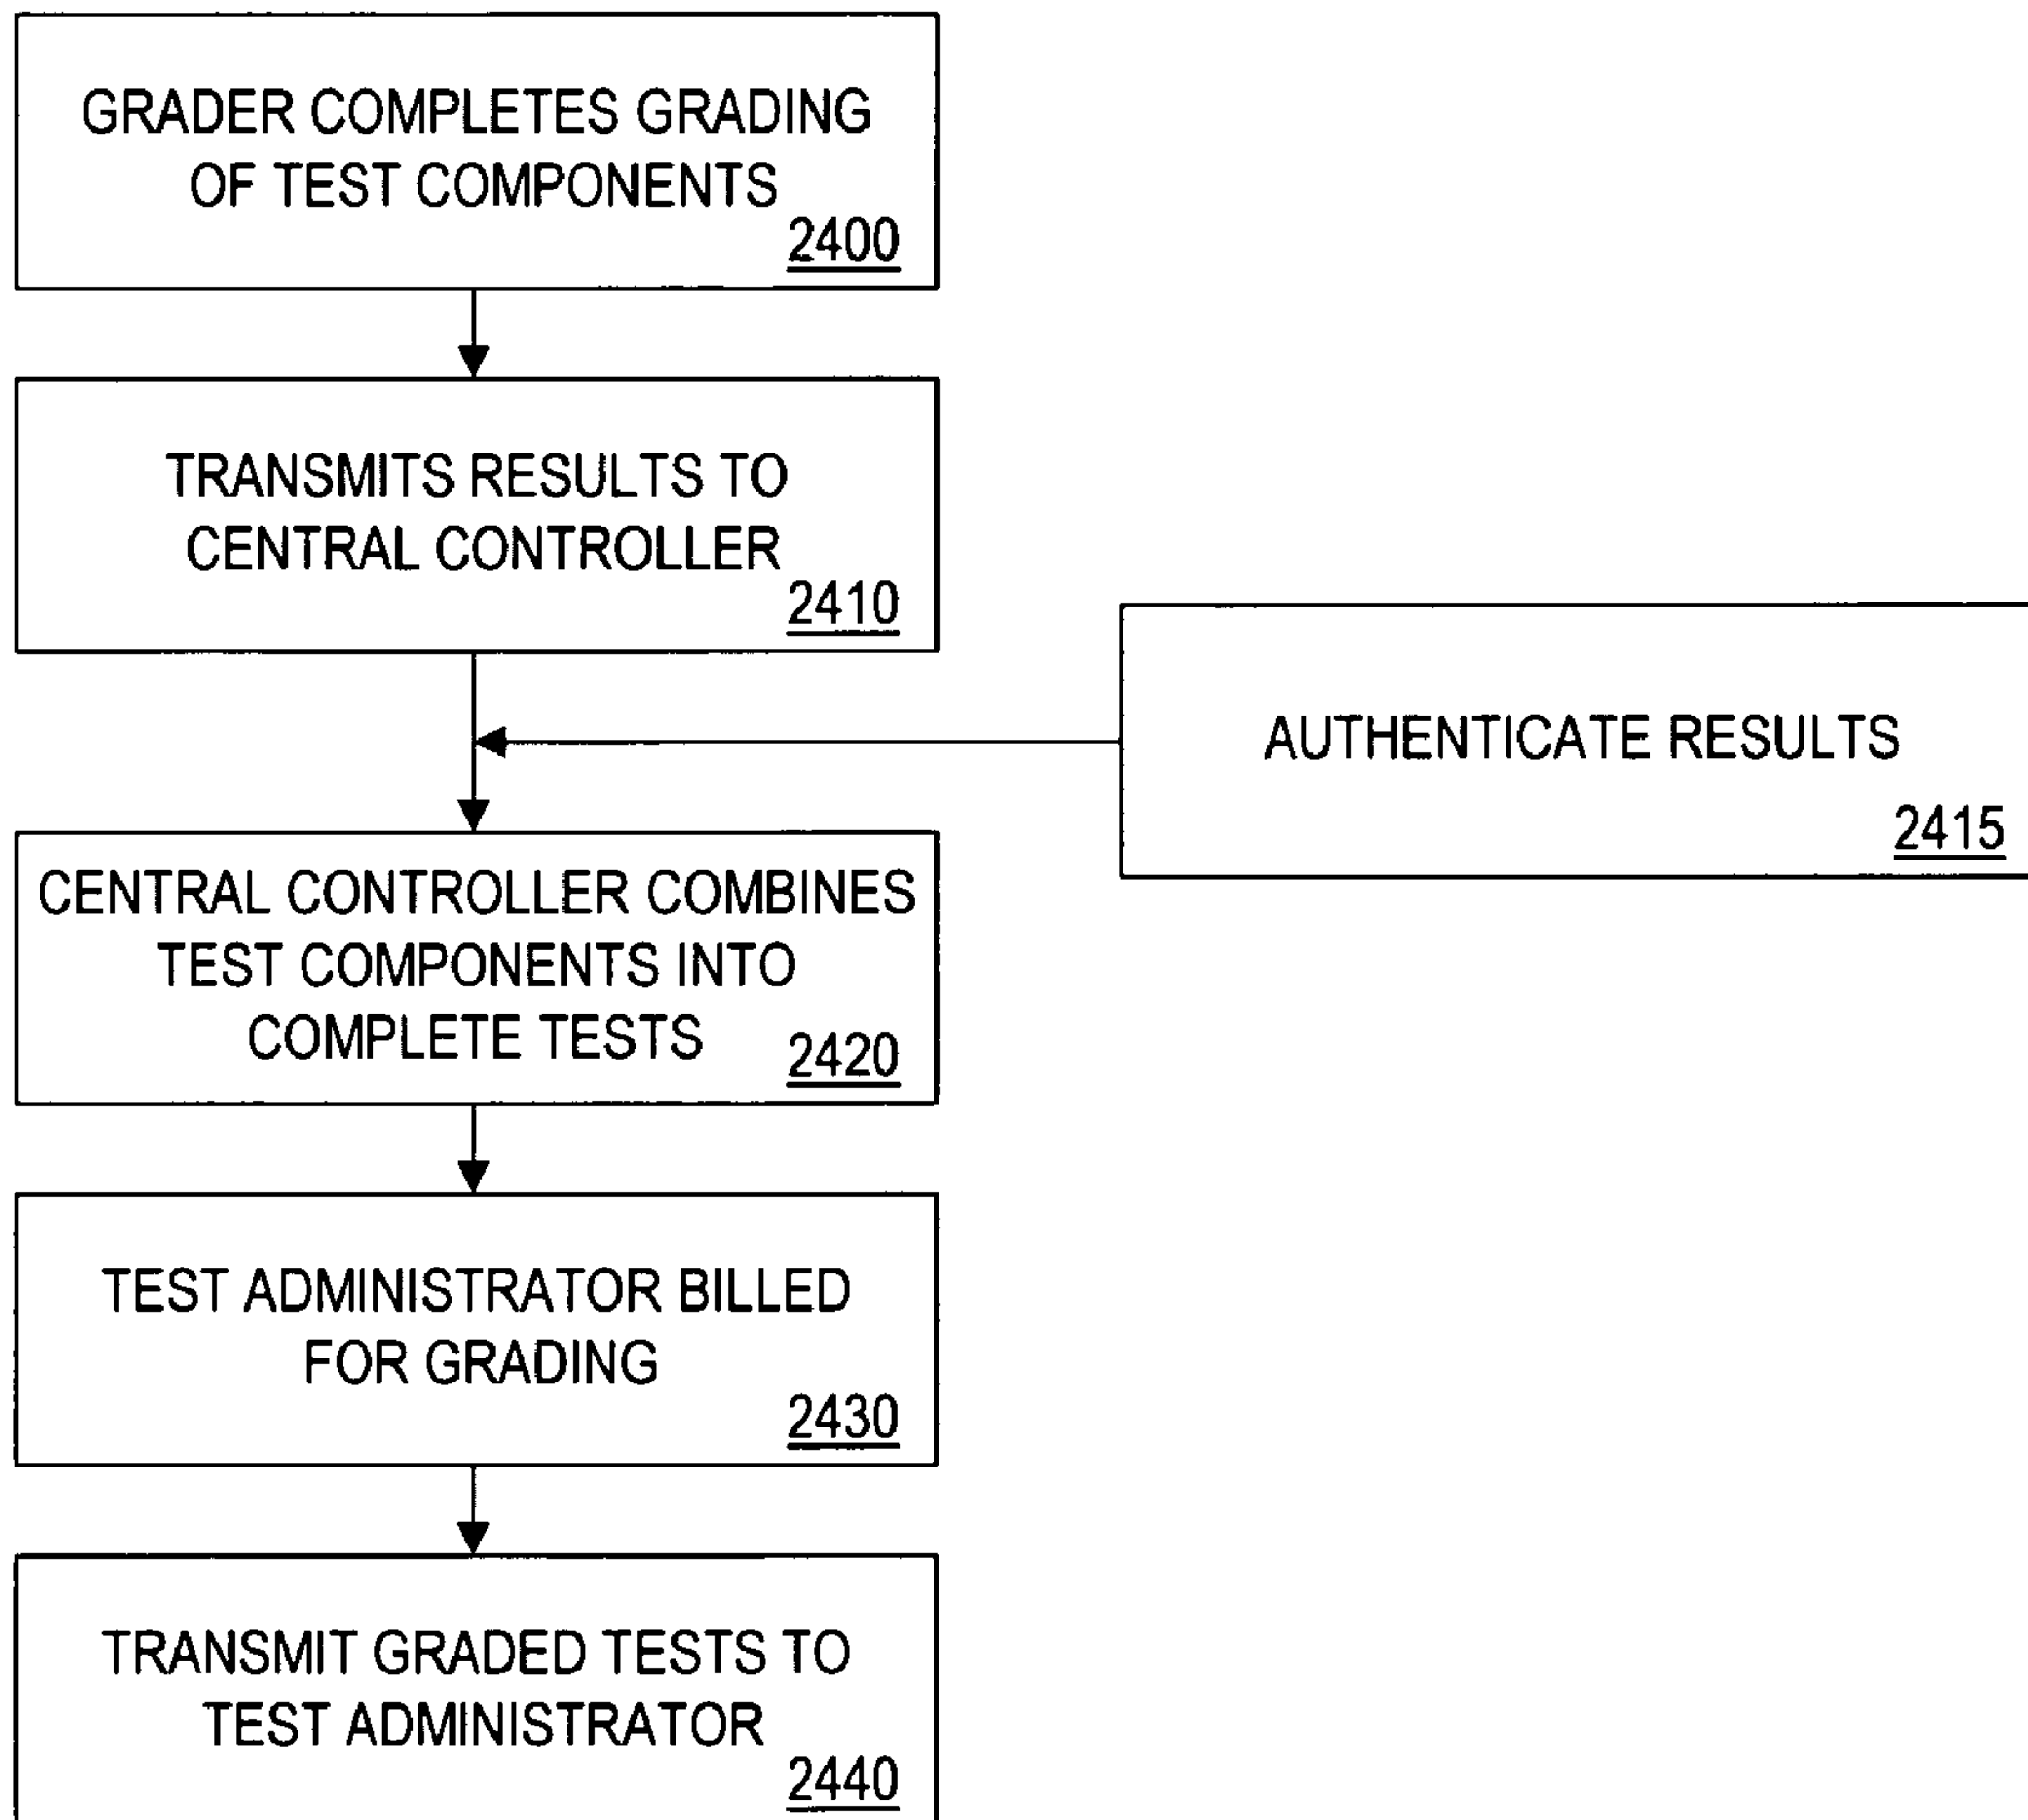 GRADER COMPLETES GRADING
OF TEST COMPONENTS
2400
TRANSMITS RESULTS TO
CENTRAL CONTROLLER
2410
AUTHENTICATE RESULTS
2415
CENTRAL CONTROLLER COMBINES
TEST COMPONENTS INTO
COMPLETE TESTS
2420
TEST ADMINISTRATOR BILLED
FOR GRADING
2430
TRANSMIT GRADED TESTS TO
TEST ADMINISTRATOR
2440